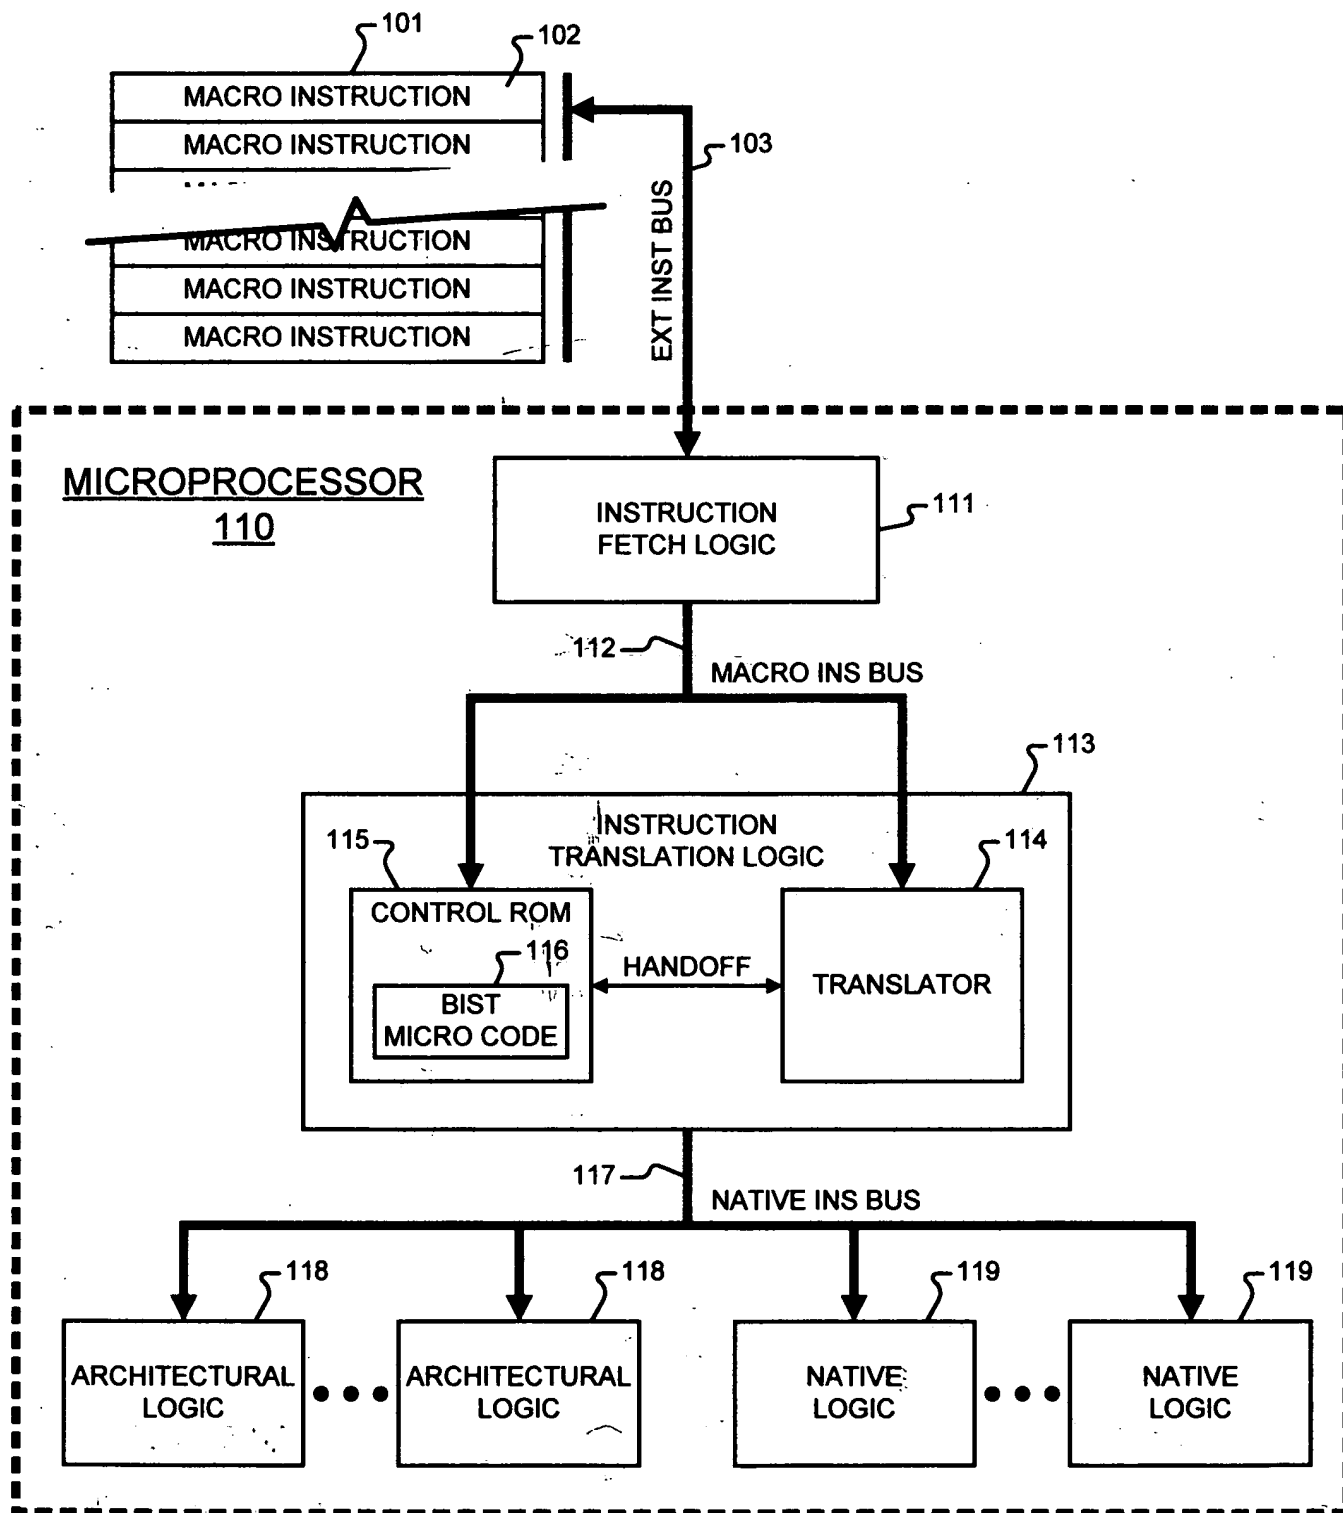 101
102
MACRO INSTRUCTION
MACRO INSTRUCTION
103
EXT INST BUS
MACRO INSTRUCTION
MACRO INSTRUCTION
MACRO INSTRUCTION
MICROPROCESSOR
110
INSTRUCTION
FETCH LOGIC
111
112
MACRO INS BUS
113
INSTRUCTION
TRANSLATION LOGIC
115
114
CONTROL ROM
116
BIST
MICRO CODE
HANDOFF
TRANSLATOR
117
NATIVE INS BUS
118
118
119
119
ARCHITECTURAL
LOGIC
ARCHITECTURAL
LOGIC
NATIVE
LOGIC
NATIVE
LOGIC